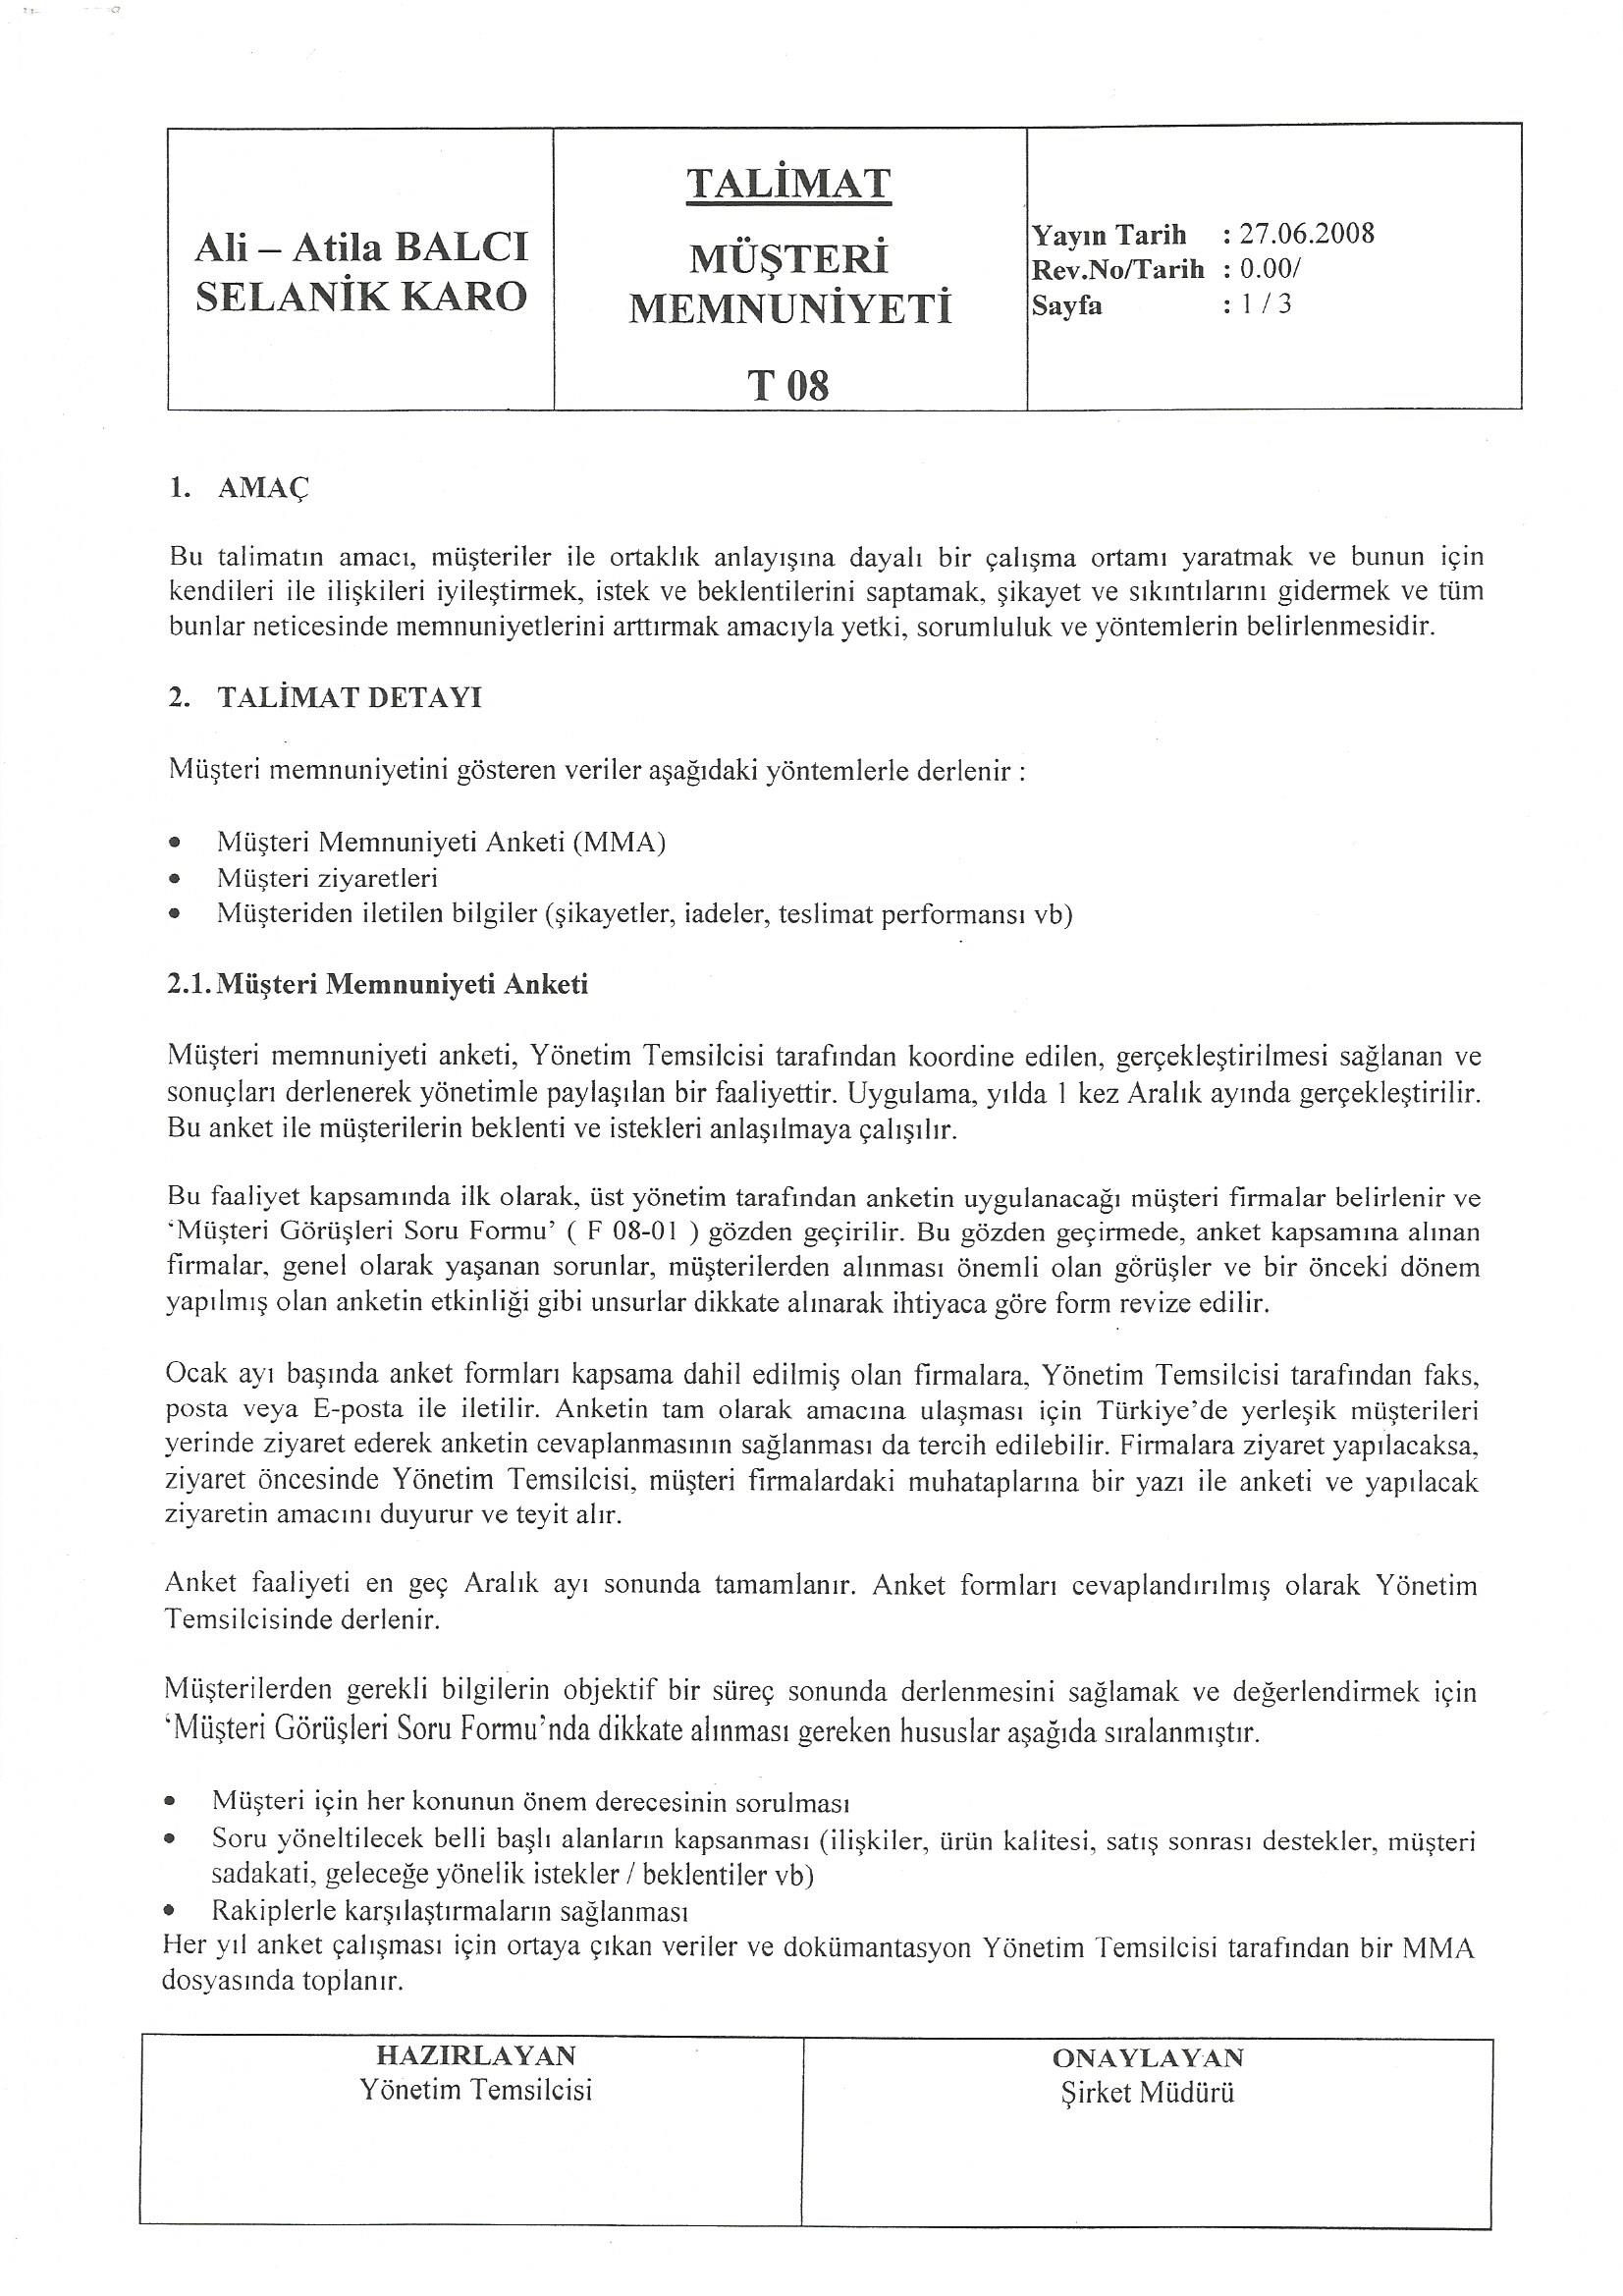 Ali – Atila BALCI
SELANİK KARO
TALİMAT
MÜŞTERİ
MEMNUNİYETİ
T 08
Yayın Tarih : 27.06.2008
Rev.No/Tarih : 0.00/
Sayfa : 1 / 3
1. AMAÇ
Bu talimatın amacı, müşteriler ile ortaklık anlayışına dayalı bir çalışma ortamı yaratmak ve bunun için
kendileri ile ilişkileri iyileştirmek, istek ve beklentilerini saptamak, şikayet ve sıkıntılarını gidermek ve tüm
bunlar neticesinde memnuniyetlerini arttırmak amacıyla yetki, sorumluluk ve yöntemlerin belirlenmesidir.
2. TALİMAT DETAYI
Müşteri memnuniyetini gösteren veriler aşağıdaki yöntemlerle derlenir :
• Müşteri Memnuniyeti Anketi (MMA)
• Müşteri ziyaretleri
• Müşteriden iletilen bilgiler (şikayetler, iadeler, teslimat performansı vb)
2.1. Müşteri Memnuniyeti Anketi
Müşteri memnuniyeti anketi, Yönetim Temsilcisi tarafından koordine edilen, gerçekleştirilmesi sağlanan ve
sonuçları derlenerek yönetimle paylaşılan bir faaliyettir. Uygulama, yılda 1 kez Aralık ayında gerçekleştirilir.
Bu anket ile müşterilerin beklenti ve istekleri anlaşılmaya çalışılır.
Bu faaliyet kapsamında ilk olarak, üst yönetim tarafından anketin uygulanacağı müşteri firmalar belirlenir ve
‘Müşteri Görüşleri Soru Formu’ ( F 08-01 ) gözden geçirilir. Bu gözden geçirmede, anket kapsamına alınan
firmalar, genel olarak yaşanan sorunlar, müşterilerden alınması önemli olan görüşler ve bir önceki dönem
yapılmış olan anketin etkinliği gibi unsurlar dikkate alınarak ihtiyaca göre form revize edilir.
Ocak ayı başında anket formları kapsama dahil edilmiş olan firmalara, Yönetim Temsilcisi tarafından faks,
posta veya E-posta ile iletilir. Anketin tam olarak amacına ulaşması için Türkiye’de yerleşik müşterileri
yerinde ziyaret ederek anketin cevaplanmasının sağlanması da tercih edilebilir. Firmalara ziyaret yapılacaksa,
ziyaret öncesinde Yönetim Temsilcisi, müşteri firmalardaki muhataplarına bir yazı ile anketi ve yapılacak
ziyaretin amacını duyurur ve teyit alır.
Anket faaliyeti en geç Aralık ayı sonunda tamamlanır. Anket formları cevaplandırılmış olarak Yönetim
Temsilcisinde derlenir.
Müşterilerden gerekli bilgilerin objektif bir süreç sonunda derlenmesini sağlamak ve değerlendirmek için
‘Müşteri Görüşleri Soru Formu’nda dikkate alınması gereken hususlar aşağıda sıralanmıştır.
• Müşteri için her konunun önem derecesinin sorulması
• Soru yöneltilecek belli başlı alanların kapsanması (ilişkiler, ürün kalitesi, satış sonrası destekler, müşteri
sadakati, geleceğe yönelik istekler / beklentiler vb)
• Rakiplerle karşılaştırmaların sağlanması
Her yıl anket çalışması için ortaya çıkan veriler ve dokümantasyon Yönetim Temsilcisi tarafından bir MMA
dosyasında toplanır.
HAZIRLAYAN
Yönetim Temsilcisi
ONAYLAYAN
Şirket Müdürü